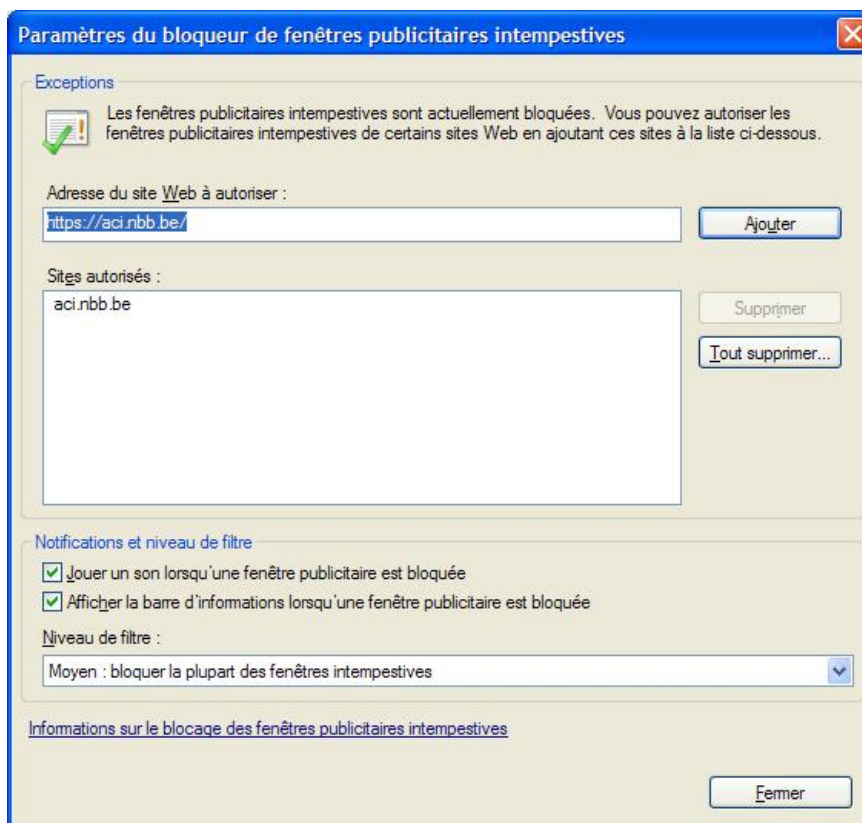 Paramètres du bloqueur de fenêtres publicitaires intempestives
Exceptions
Les fenêtres publicitaires intempestives sont actuellement bloquées. Vous pouvez autoriser les
fenêtres publicitaires intempestives de certains sites Web en ajoutant ces sites à la liste ci-dessous.
Adresse du site Web à autoriser :
https://aci.nbb.be/
Ajouter
Sites autorisés :
aci.nbb.be
Supprimer
Tout supprimer...
Notifications et niveau de filtre
Jouer un son lorsqu'une fenêtre publicitaire est bloquée
Afficher la barre d'informations lorsqu'une fenêtre publicitaire est bloquée
Niveau de filtre :
Moyen : bloquer la plupart des fenêtres intempestives
Informations sur le blocage des fenêtres publicitaires intempestives
Fermer